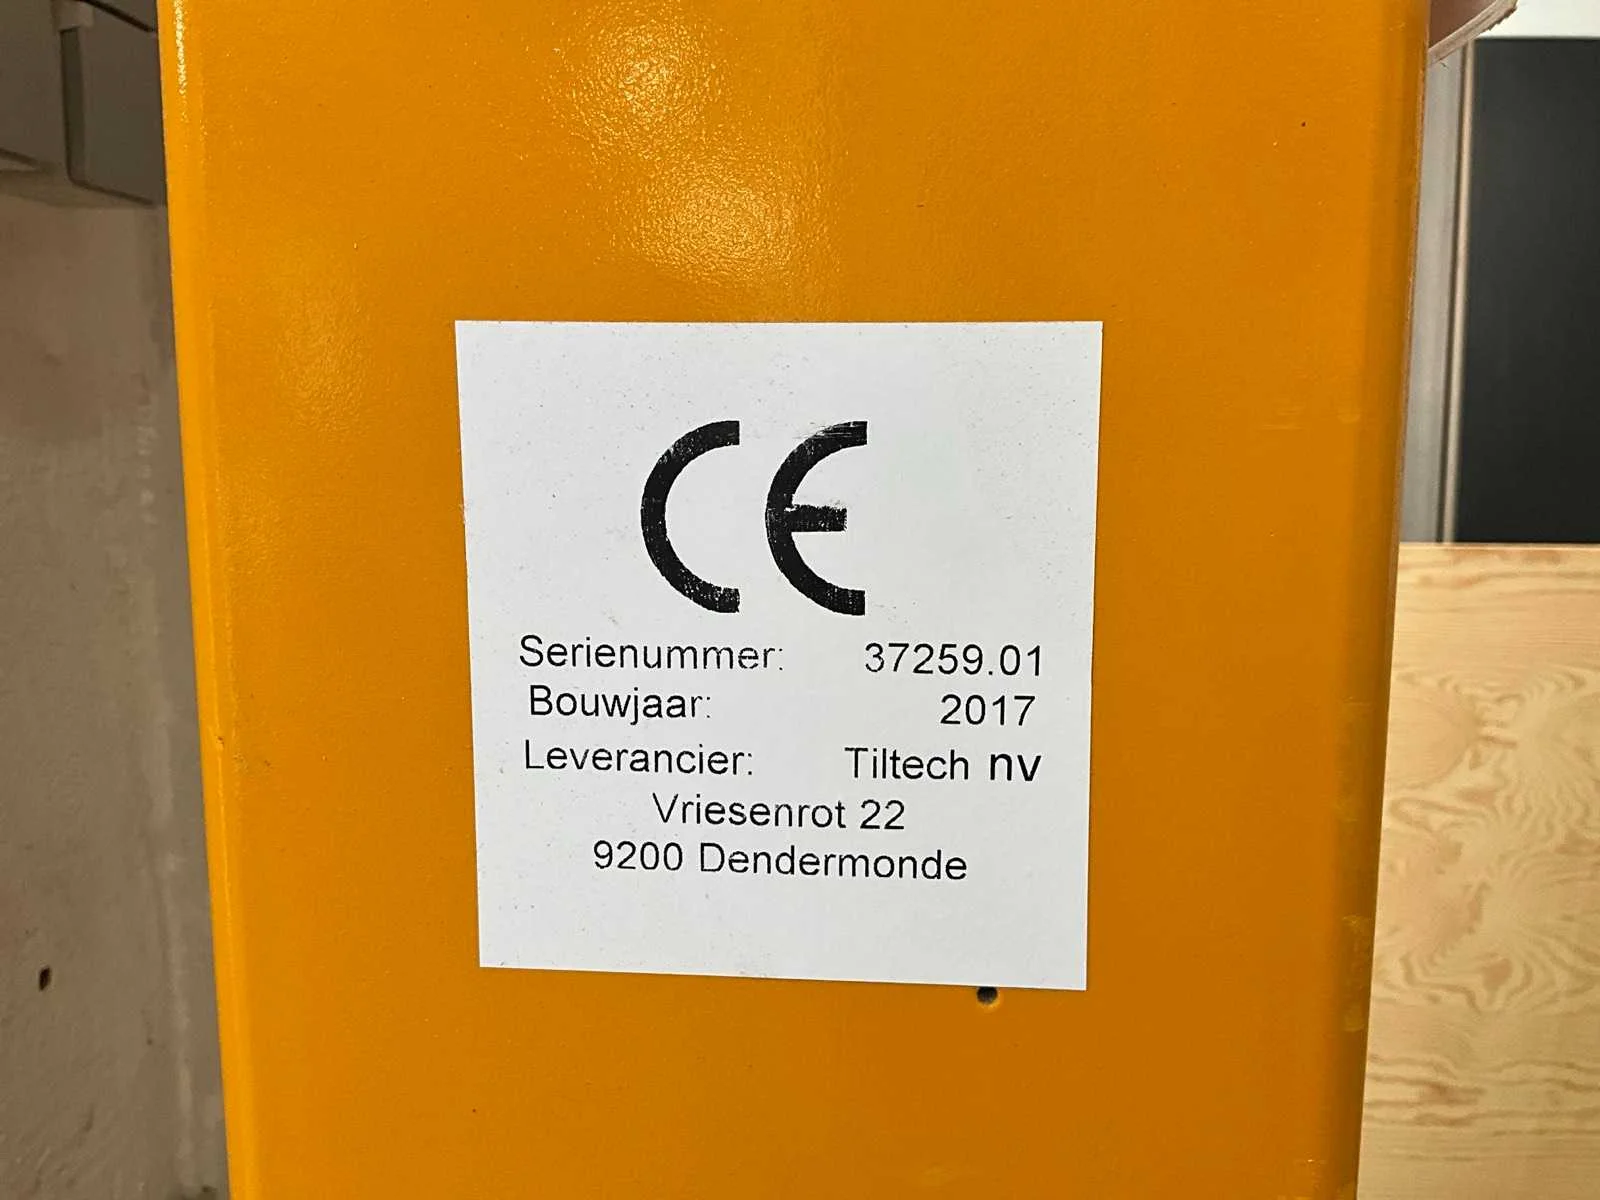 CE
Serienummer: 37259.01
Bouwjaar: 2017
Leverancier: Tiltech nv
Vriesenrot 22
9200 Dendermonde